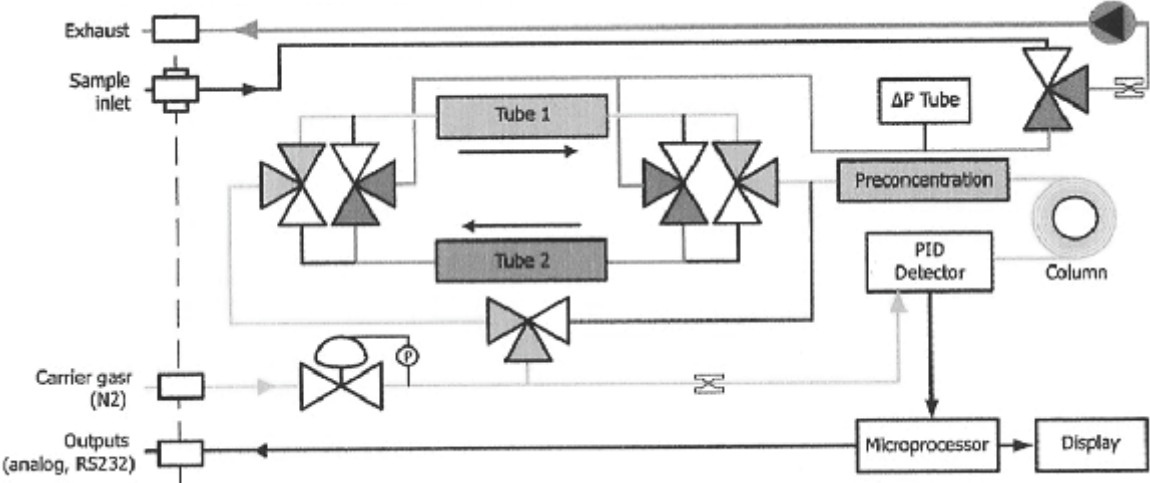 Exhaust
Sample
inlet
Tube 1
ΔP Tube
Preconcentration
Tube 2
PID
Detector
Column
P
Carrier gasr
(N2)
Outputs
(analog, RS232)
Microprocessor
Display